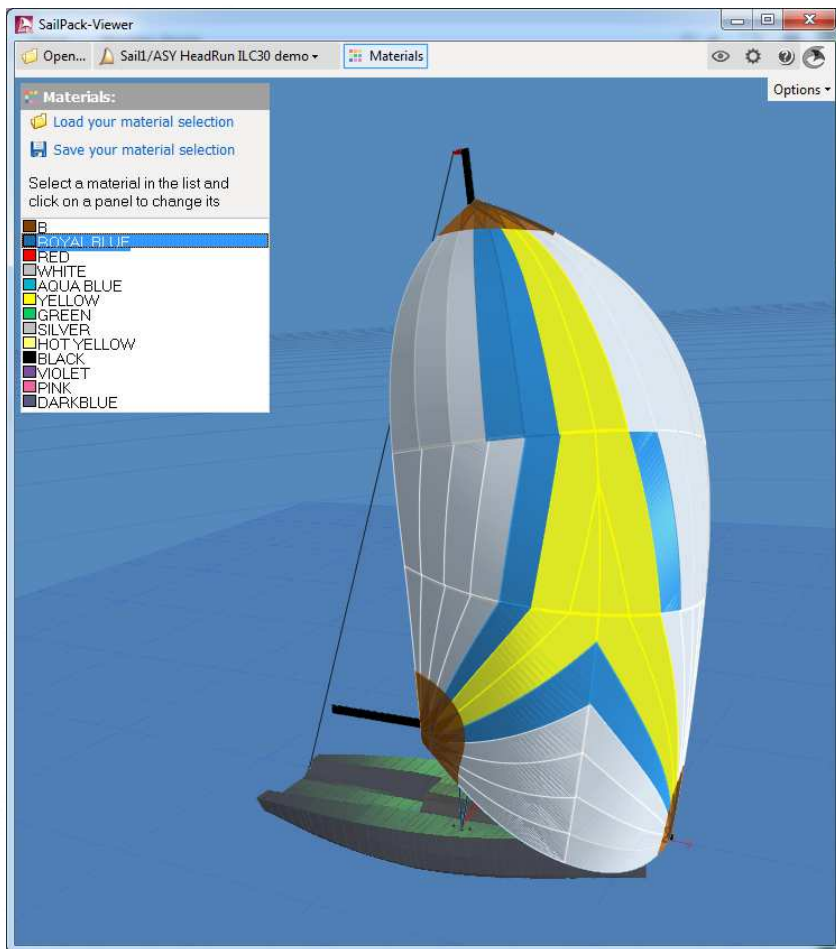 SailPack-Viewer
Open... Sail1/ASY HeadRun ILC30 demo Materials
Options
Materials:
Load your material selection
Save your material selection
Select a material in the list and
click on a panel to change its
B
ROYAL BLUE
RED
WHITE
AQUA BLUE
YELLOW
GREEN
SILVER
HOT YELLOW
BLACK
VIOLET
PINK
DARKBLUE